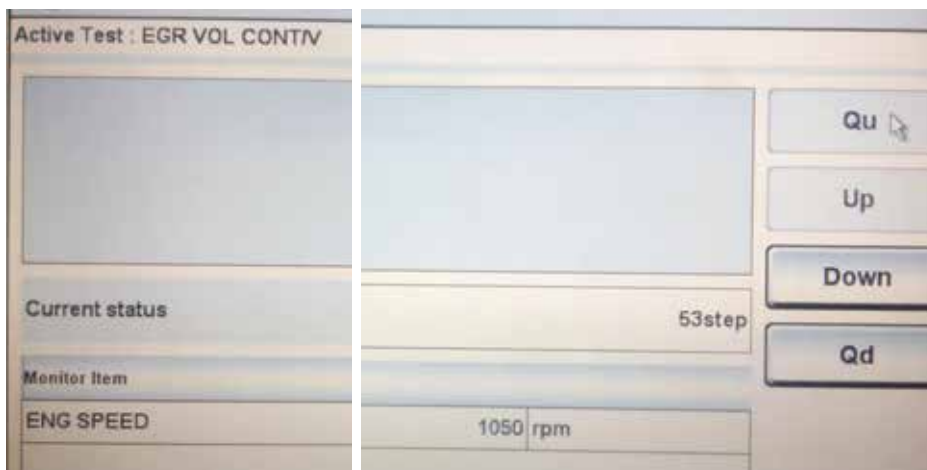 Active Test : EGR VOL CONT/V
Qu
Up
Down
Qd
Current status 53step
Monitor Item
ENG SPEED 1050 rpm